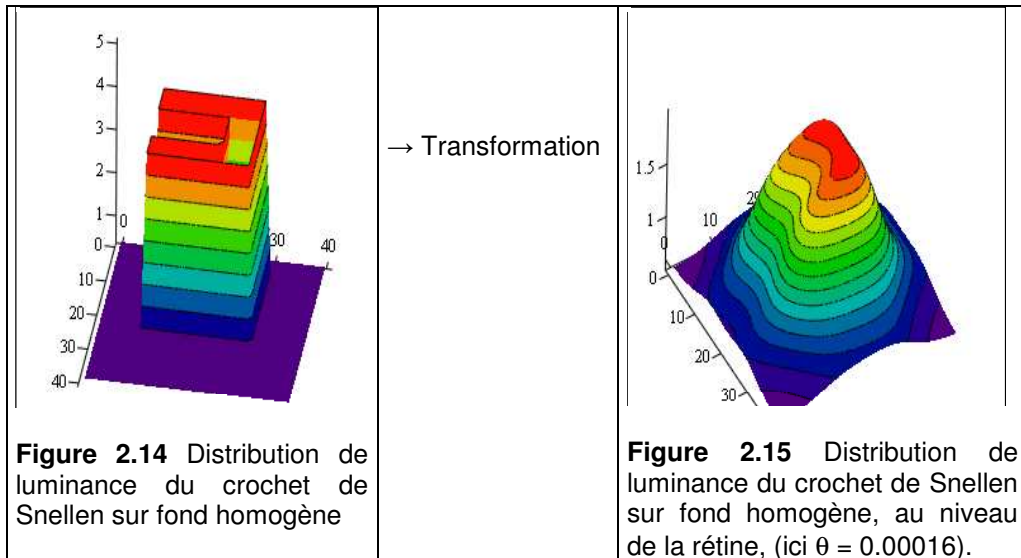 5
4
3
2
1
0
0
10
20
30
40
30
40
→ Transformation
1.5
1
0
10
20
0
10
20
30
Figure 2.14 Distribution de
luminance du crochet de
Snellen sur fond homogène
Figure 2.15 Distribution de
luminance du crochet de Snellen
sur fond homogène, au niveau
de la rétine, (ici θ = 0.00016).